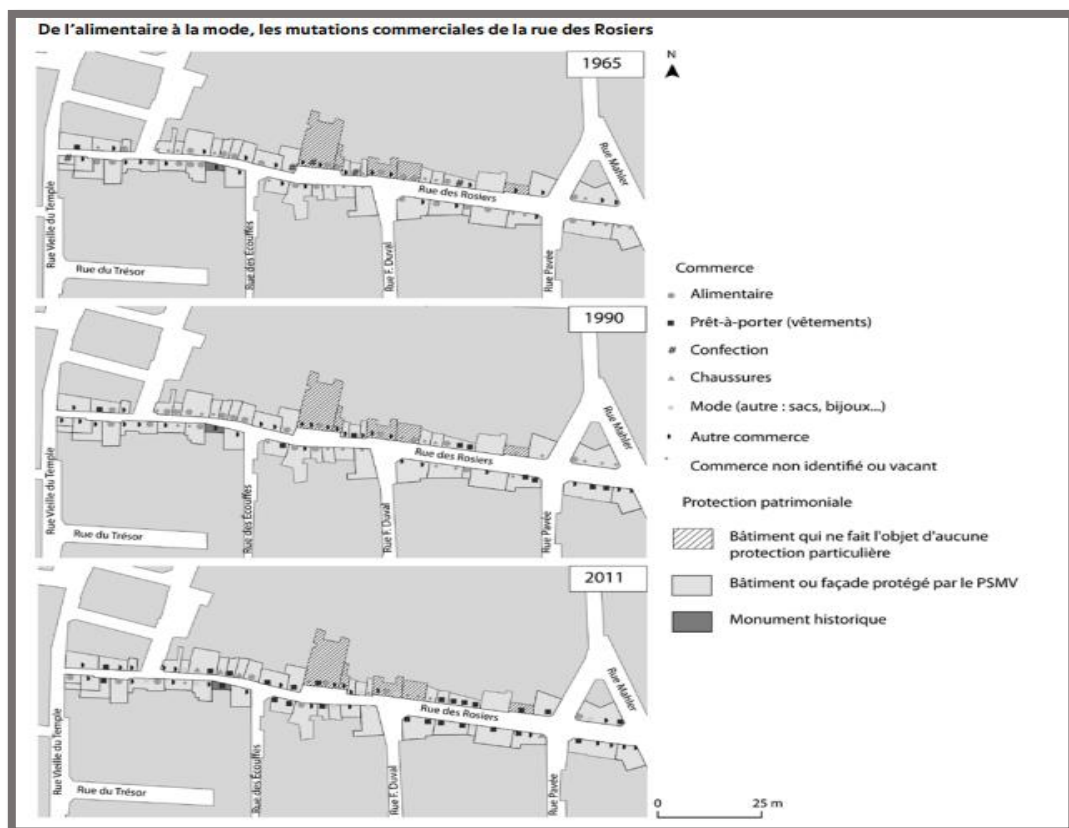 De l'alimentaire à la mode, les mutations commerciales de la rue des Rosiers
1965
N
Rue Vieille du Temple
Rue du Trésor
Rue des Ecouffes
Rue F. Duval
Rue des Rosiers
Rue Pavée
Rue Mahler
1990
Rue Vieille du Temple
Rue du Trésor
Rue des Ecouffes
Rue F. Duval
Rue des Rosiers
Rue Pavée
Rue Mahler
2011
Rue Vieille du Temple
Rue du Trésor
Rue des Ecouffes
Rue F. Duval
Rue des Rosiers
Rue Pavée
Rue Mahler
Commerce
Alimentaire
Prêt-à-porter (vêtements)
Confection
Chaussures
Mode (autre : sacs, bijoux...)
Autre commerce
Commerce non identifié ou vacant
Protection patrimoniale
Bâtiment qui ne fait l'objet d'aucune
protection particulière
Bâtiment ou façade protégé par le PSMV
Monument historique
0 25 m